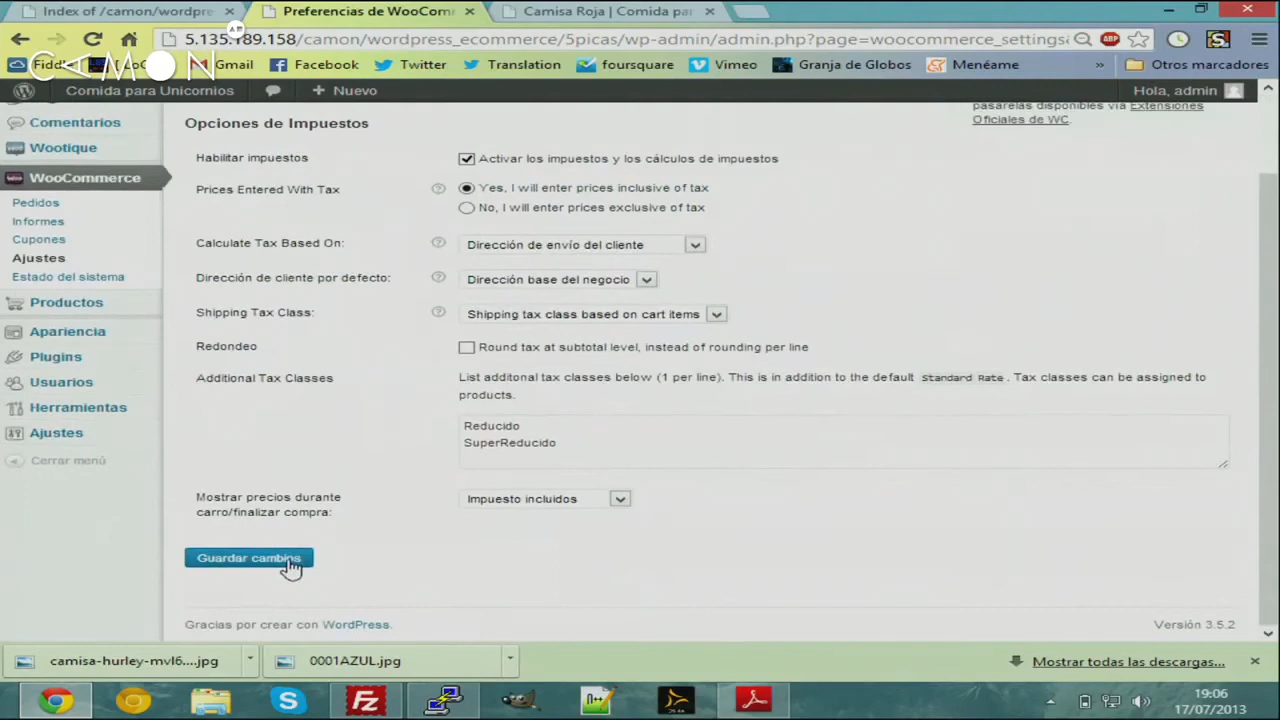 Index of /camon/wordpre
Preferencias de WooComm
Camisa Roja | Comida par
5.135.189.158/camon/wordpress_ecommerce/5picas/wp-admin/admin.php?page=woocommerce_settings&
CAMON
Fiddl
Gmail
Facebook
Twitter
Translation
foursquare
Vimeo
Granja de Globos
Menéame
»
Otros marcadores
Comida para Unicornios
+ Nuevo
Hola, admin
Comentarios
Wootique
WooCommerce
Pedidos
Informes
Cupones
Ajustes
Estado del sistema
Productos
Apariencia
Plugins
Usuarios
Herramientas
Ajustes
Cerrar menú
pasarelas disponibles via Extensiones
Oficiales de WC.
Opciones de Impuestos
Habilitar impuestos
Activar los impuestos y los cálculos de impuestos
Prices Entered With Tax
Yes, I will enter prices inclusive of tax
No, I will enter prices exclusive of tax
Calculate Tax Based On:
Dirección de envío del cliente
Dirección de cliente por defecto:
Dirección base del negocio
Shipping Tax Class:
Shipping tax class based on cart items
Redondeo
Round tax at subtotal level, instead of rounding per line
Additional Tax Classes
List additonal tax classes below (1 per line). This is in addition to the default Standard Rate. Tax classes can be assigned to
products.
Reducido
SuperReducido
Mostrar precios durante
carro/finalizar compra:
Impuesto incluidos
Guardar cambios
Gracias por crear con WordPress.
Versión 3.5.2
camisa-hurley-mvl6....jpg
0001AZUL.jpg
Mostrar todas las descargas...
19:06
17/07/2013